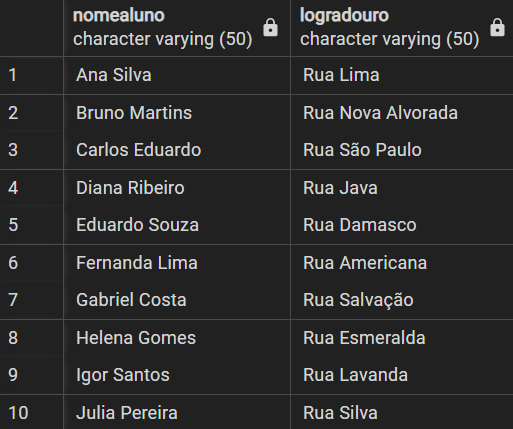 nomealuno logradouro
character varying (50) character varying (50)
1 Ana Silva Rua Lima
2 Bruno Martins Rua Nova Alvorada
3 Carlos Eduardo Rua São Paulo
4 Diana Ribeiro Rua Java
5 Eduardo Souza Rua Damasco
6 Fernanda Lima Rua Americana
7 Gabriel Costa Rua Salvação
8 Helena Gomes Rua Esmeralda
9 Igor Santos Rua Lavanda
10 Julia Pereira Rua Silva